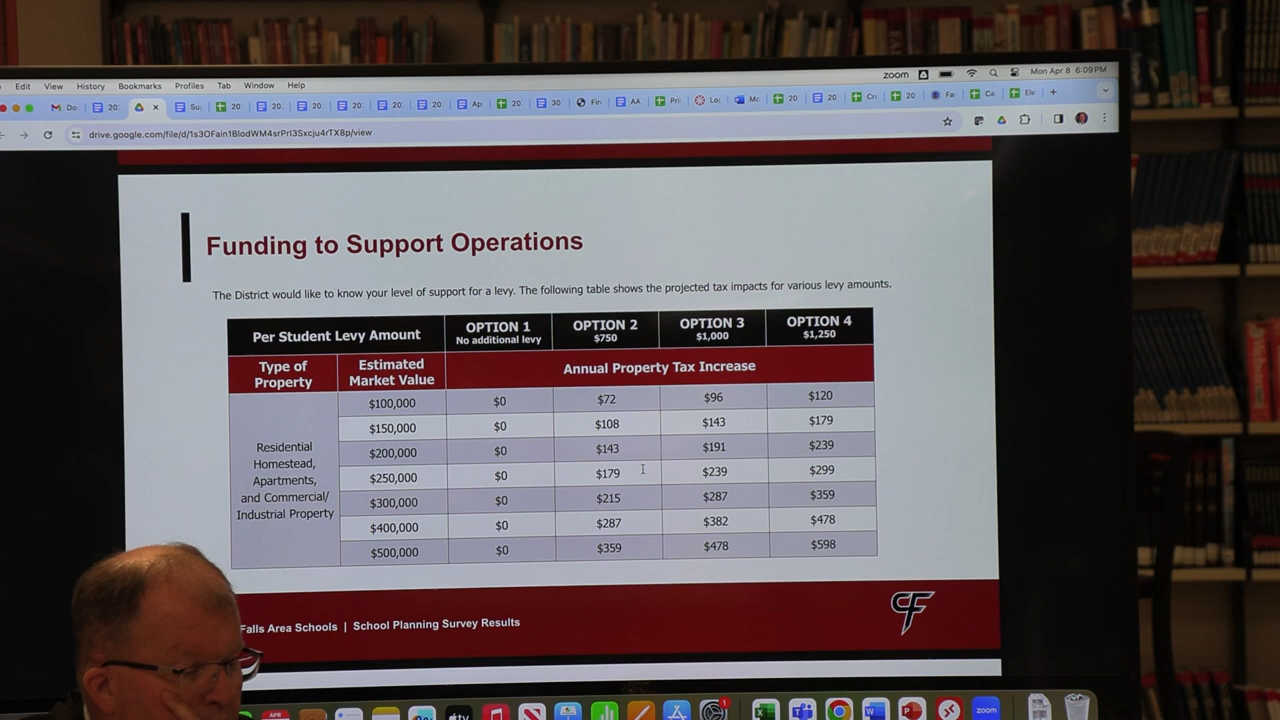 Edit View History Bookmarks Profiles Tab Window Help
zoom Mon Apr 8 6:09PM
drive.google.com/file/d/1s3OFain1BlodWM4srPrI3Sxcju4rTX8p/view
Funding to Support Operations
The District would like to know your level of support for a levy. The following table shows the projected tax impacts for various levy amounts.
Per Student Levy Amount OPTION 1 No additional levy OPTION 2 $750 OPTION 3 $1,000 OPTION 4 $1,250
Type of Property Estimated Market Value Annual Property Tax Increase
Residential Homestead, Apartments, and Commercial/ Industrial Property
$100,000 $0 $72 $96 $120
$150,000 $0 $108 $143 $179
$200,000 $0 $143 $191 $239
$250,000 $0 $179 $239 $299
$300,000 $0 $215 $287 $359
$400,000 $0 $287 $382 $478
$500,000 $0 $359 $478 $598
Falls Area Schools | School Planning Survey Results
CF
APR tv zoom